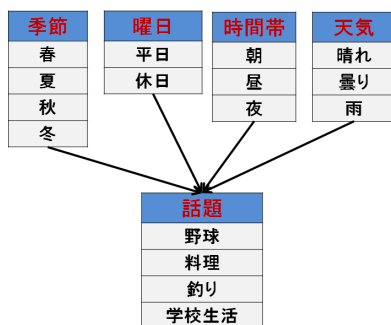 季節
春
夏
秋
冬
曜日
平日
休日
時間帯
朝
昼
夜
天気
晴れ
曇り
雨
話題
野球
料理
釣り
学校生活